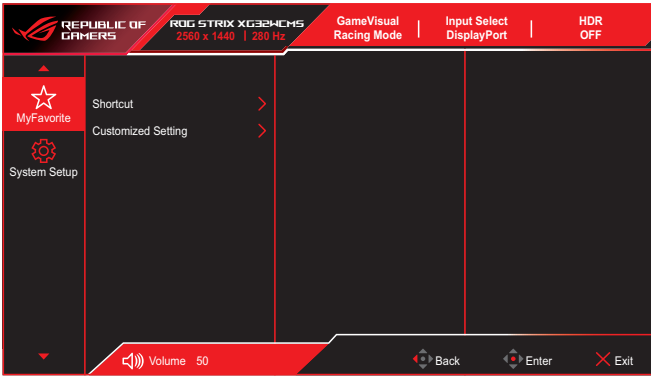 REPUBLIC OF
GAMERS
ROG STRIX XG32WCMS
2560 x 1440 | 280 Hz
GameVisual
Racing Mode
Input Select
DisplayPort
HDR
OFF
MyFavorite
System Setup
Shortcut
Customized Setting
Volume 50
Back
Enter
Exit